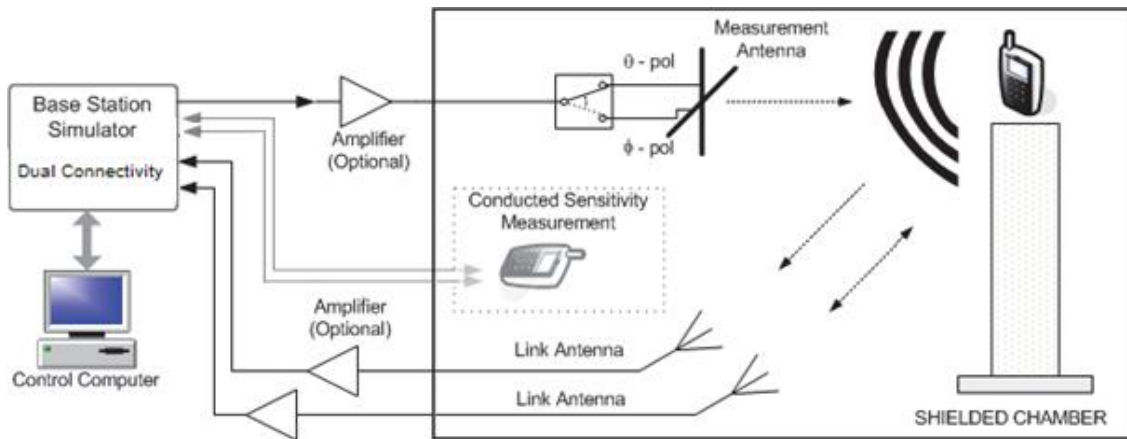 Measurement
Antenna
θ - pol
Base Station
Simulator
Dual Connectivity
Amplifier
(Optional)
ϕ - pol
Conducted Sensitivity
Measurement
Amplifier
(Optional)
Link Antenna
Control Computer
Link Antenna
SHIELDED CHAMBER